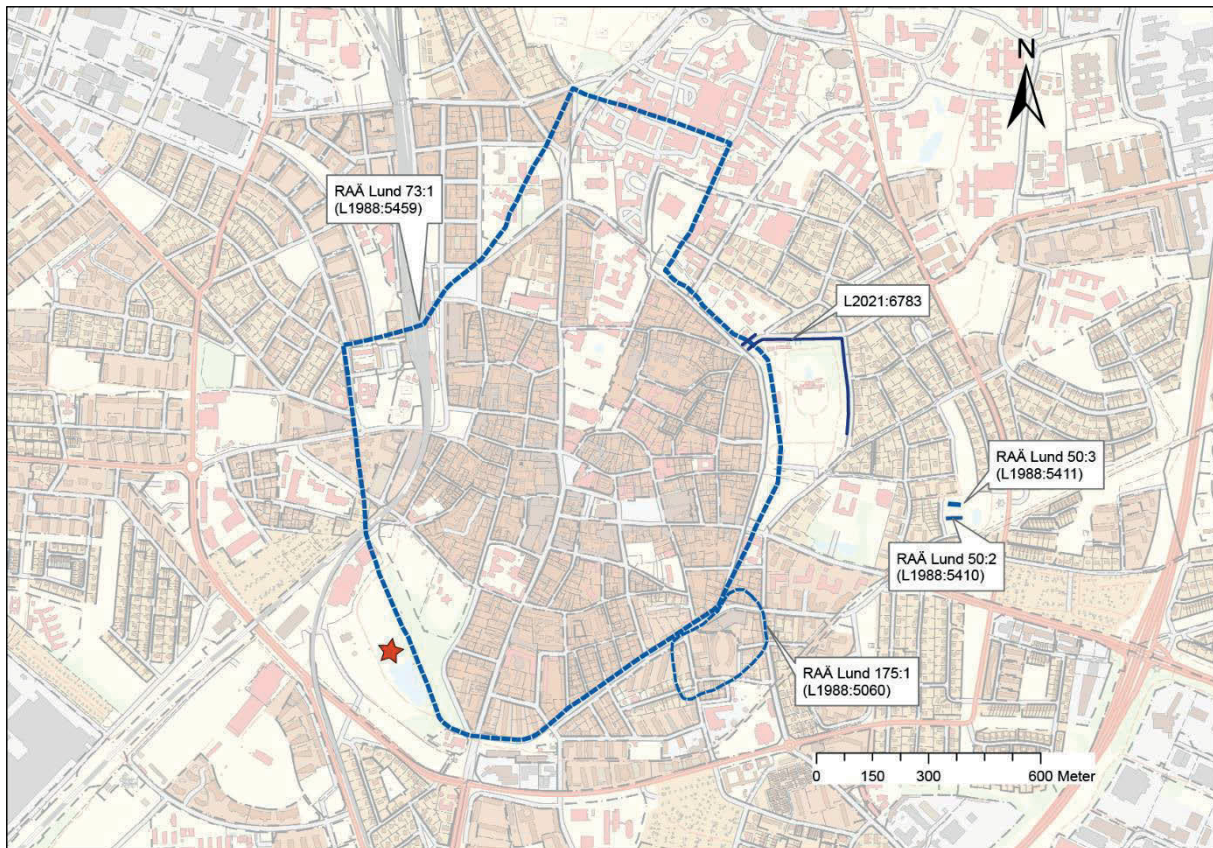 N
RAÄ Lund 73:1
(L1988:5459)
L2021:6783
RAÄ Lund 50:3
(L1988:5411)
RAÄ Lund 50:2
(L1988:5410)
RAÄ Lund 175:1
(L1988:5060)
0 150 300 600 Meter